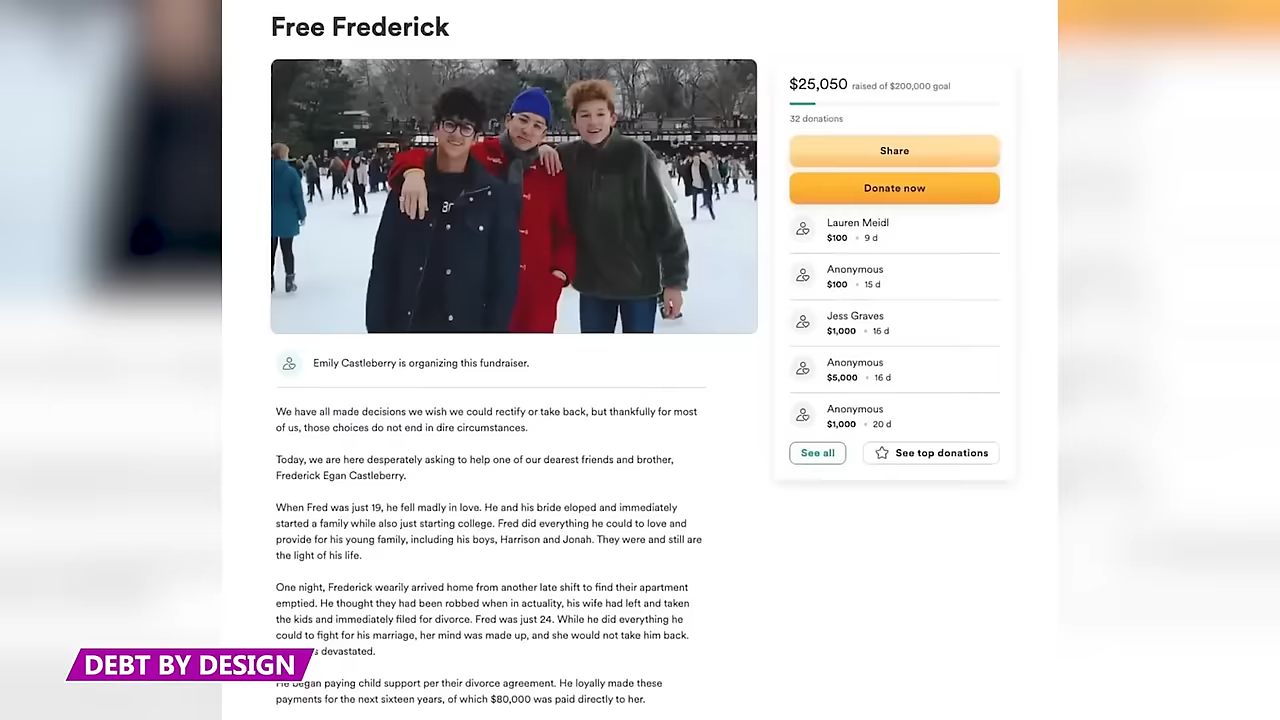 Free Frederick
$25,050 raised of $200,000 goal
32 donations
Share
Donate now
Lauren Meidl
$100 • 9 d
Anonymous
$100 • 15 d
Jess Graves
$1,000 • 16 d
Anonymous
$5,000 • 16 d
Anonymous
$1,000 • 20 d
See all
See top donations
Emily Castleberry is organizing this fundraiser.
We have all made decisions we wish we could rectify or take back, but thankfully for most
of us, those choices do not end in dire circumstances.
Today, we are here desperately asking to help one of our dearest friends and brother,
Frederick Egan Castleberry.
When Fred was just 19, he fell madly in love. He and his bride eloped and immediately
started a family while also just starting college. Fred did everything he could to love and
provide for his young family, including his boys, Harrison and Jonah. They were and still are
the light of his life.
One night, Frederick wearily arrived home from another late shift to find their apartment
emptied. He thought they had been robbed when in actuality, his wife had left and taken
the kids and immediately filed for divorce. Fred was just 24. While he did everything he
could to fight for his marriage, her mind was made up, and she would not take him back.
devastated.
He began paying child support per their divorce agreement. He loyally made these
payments for the next sixteen years, of which $80,000 was paid directly to her.
DEBT BY DESIGN